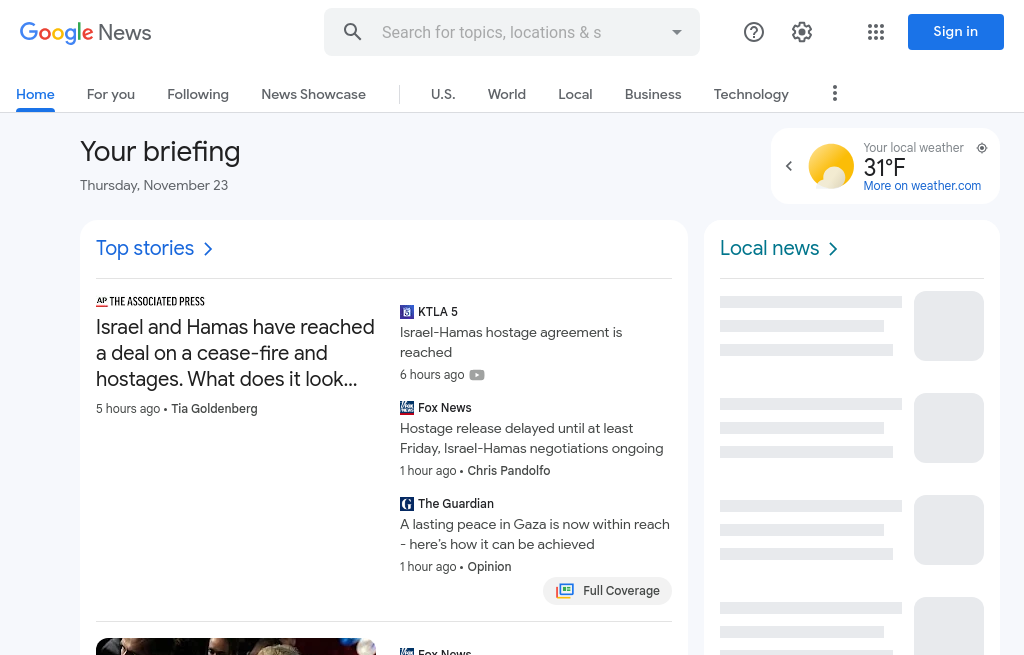 Google News
Search for topics, locations & s
Sign in
Home
For you
Following
News Showcase
U.S.
World
Local
Business
Technology
Your briefing
Thursday, November 23
Your local weather
31°F
More on weather.com
Top stories
AP THE ASSOCIATED PRESS
Israel and Hamas have reached
a deal on a cease-fire and
hostages. What does it look...
5 hours ago • Tia Goldenberg
KTLA 5
Israel-Hamas hostage agreement is
reached
6 hours ago
Fox News
Hostage release delayed until at least
Friday, Israel-Hamas negotiations ongoing
1 hour ago • Chris Pandolfo
The Guardian
A lasting peace in Gaza is now within reach
- here's how it can be achieved
1 hour ago • Opinion
Full Coverage
Fox News
Local news